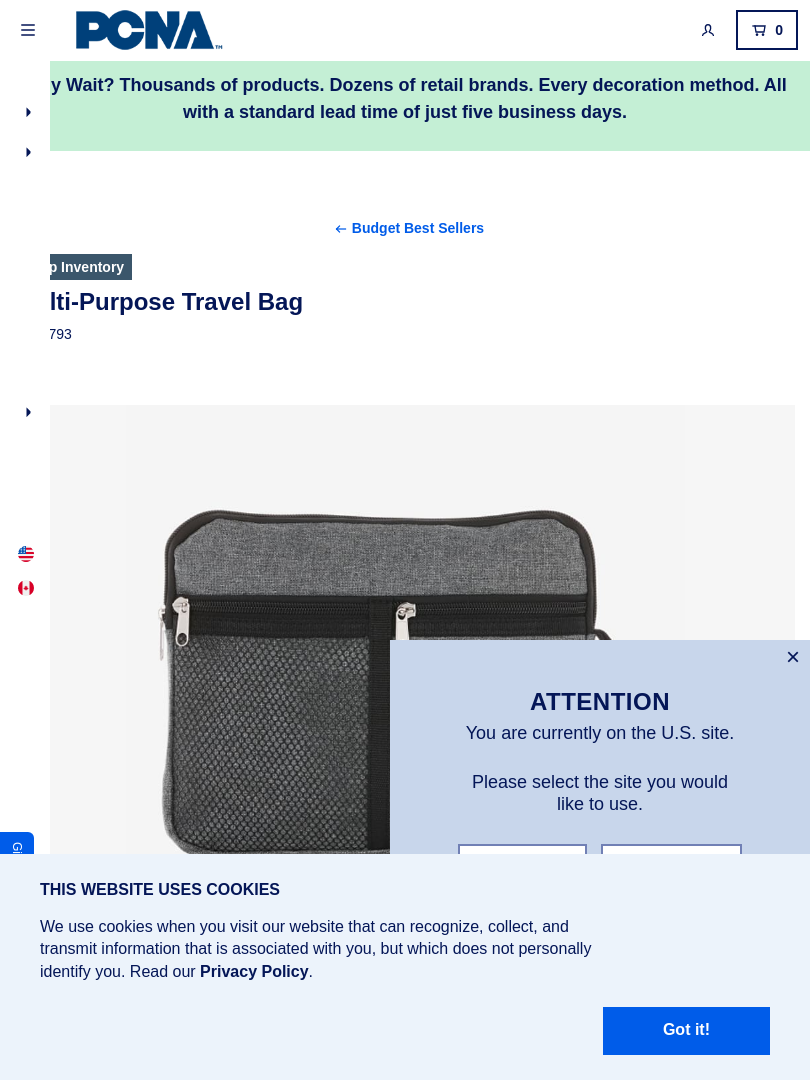 PCNA™
0
y Wait? Thousands of products. Dozens of retail brands. Every decoration method. All
with a standard lead time of just five business days.
Budget Best Sellers
p Inventory
lti-Purpose Travel Bag
793
ATTENTION
You are currently on the U.S. site.
Please select the site you would
like to use.
THIS WEBSITE USES COOKIES
We use cookies when you visit our website that can recognize, collect, and
transmit information that is associated with you, but which does not personally
identify you. Read our Privacy Policy.
Got it!